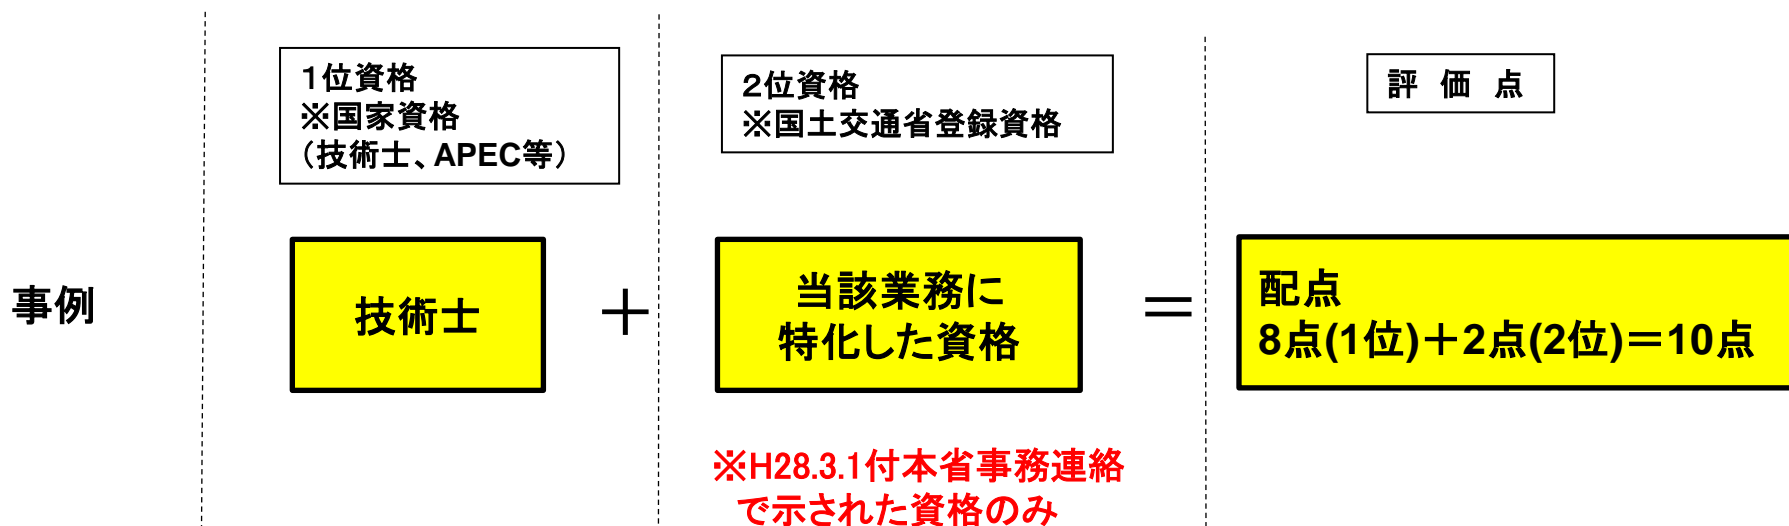 1位資格
※国家資格
(技術士、APEC等)
2位資格
※国土交通省登録資格
評 価 点
事例
技術士
＋
当該業務に
特化した資格
＝
配点
8点(1位)＋2点(2位)＝10点
※H28.3.1付本省事務連絡
で示された資格のみ